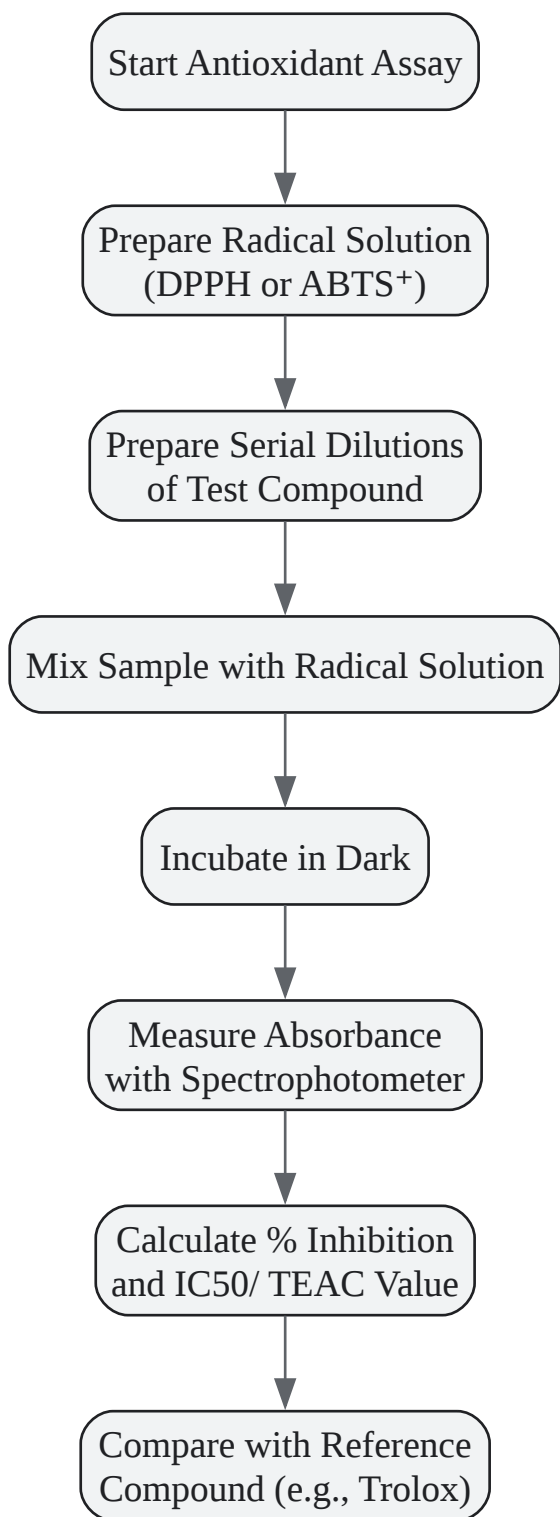 Start Antioxidant Assay
Prepare Radical Solution
(DPPH or ABTS⁺)
Prepare Serial Dilutions
of Test Compound
Mix Sample with Radical Solution
Incubate in Dark
Measure Absorbance
with Spectrophotometer
Calculate % Inhibition
and IC50/ TEAC Value
Compare with Reference
Compound (e.g., Trolox)